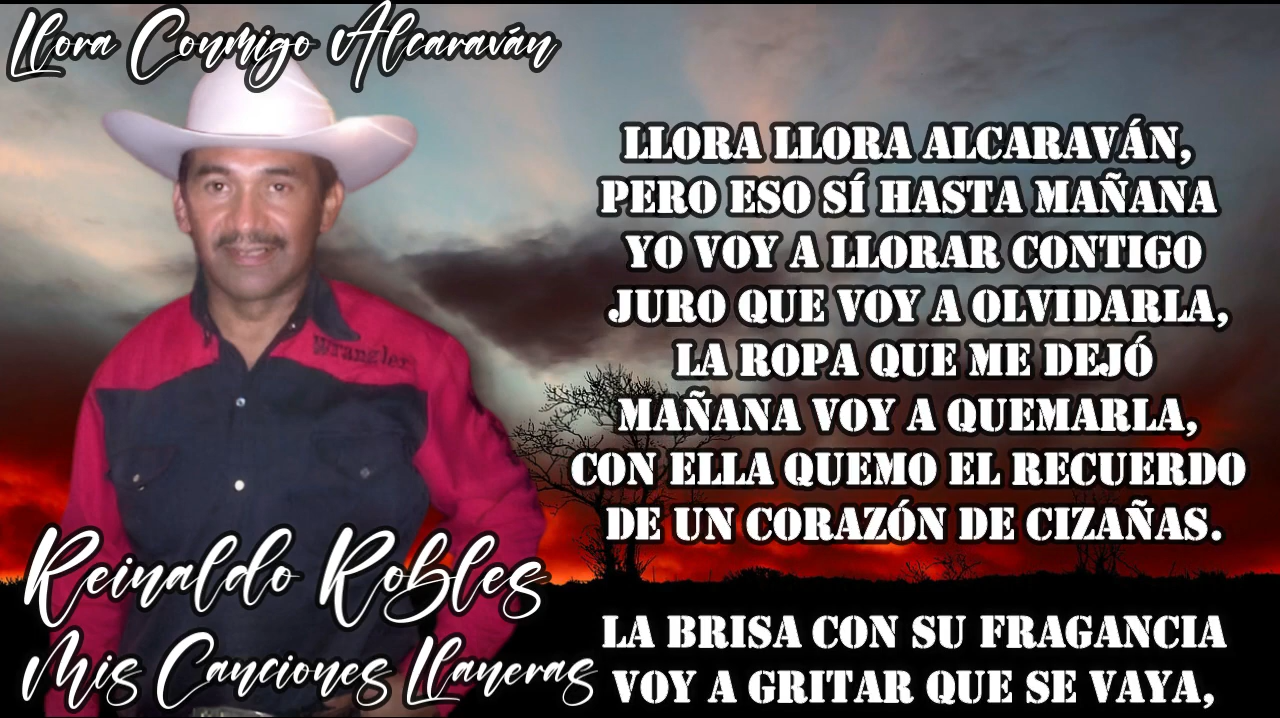 Llora Conmigo Alcaraván
LLORA LLORA ALCARAVÁN,
PERO ESO SÍ HASTA MAÑANA
YO VOY A LLORAR CONTIGO
JURO QUE VOY A OLVIDARLA,
LA ROPA QUE ME DEJÓ
MAÑANA VOY A QUEMARLA,
CON ELLA QUEMO EL RECUERDO
DE UN CORAZÓN DE CIZAÑAS.
LA BRISA CON SU FRAGANCIA
VOY A GRITAR QUE SE VAYA,
Wrangler
Reinaldo Robles
Mis Canciones Llaneras